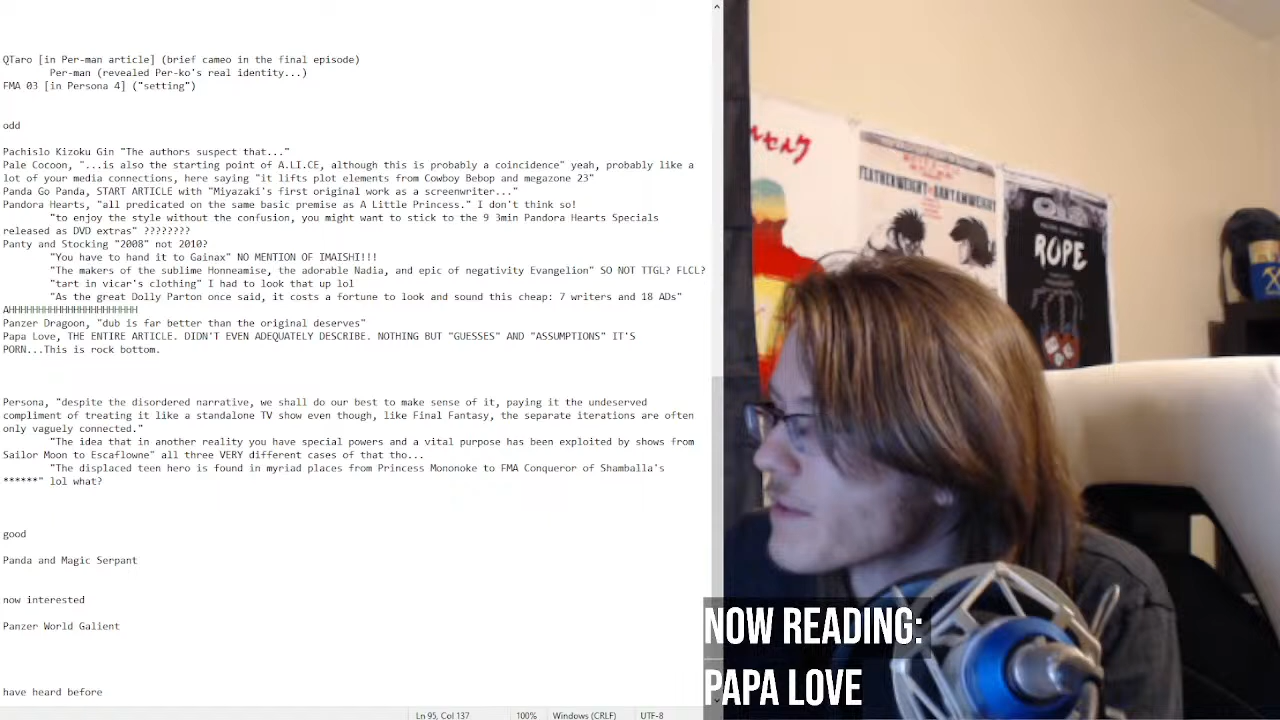 QTaro [in Per-man article] (brief cameo in the final episode)
Per-man (revealed Per-ko's real identity...)
FMA 03 [in Persona 4] ("setting")
odd
Pachislo Kizoku Gin "The authors suspect that..."
Pale Cocoon, "...is also the starting point of A.LI.CE, although this is probably a coincidence" yeah, probably like a
lot of your media connections, here saying "it lifts plot elements from Cowboy Bebop and megazone 23"
Panda Go Panda, START ARTICLE with "Miyazaki's first original work as a screenwriter..."
Pandora Hearts, "all predicated on the same basic premise as A Little Princess." I don't think so!
"to enjoy the style without the confusion, you might want to stick to the 9 3min Pandora Hearts Specials
released as DVD extras" ????????
Panty and Stocking "2008" not 2010?
"You have to hand it to Gainax" NO MENTION OF IMAISHI!!!
"The makers of the sublime Honneamise, the adorable Nadia, and epic of negativity Evangelion" SO NOT TTGL? FLCL?
"tart in vicar's clothing" I had to look that up lol
"As the great Dolly Parton once said, it costs a fortune to look and sound this cheap: 7 writers and 18 ADs"
AHHHHHHHHHHHHHHHHHHHHHH
Panzer Dragoon, "dub is far better than the original deserves"
Papa Love, THE ENTIRE ARTICLE. DIDN'T EVEN ADEQUATELY DESCRIBE. NOTHING BUT "GUESSES" AND "ASSUMPTIONS" IT'S
PORN...This is rock bottom.
Persona, "despite the disordered narrative, we shall do our best to make sense of it, paying it the undeserved
compliment of treating it like a standalone TV show even though, like Final Fantasy, the separate iterations are often
only vaguely connected."
"The idea that in another reality you have special powers and a vital purpose has been exploited by shows from
Sailor Moon to Escaflowne" all three VERY different cases of that tho...
"The displaced teen hero is found in myriad places from Princess Mononoke to FMA Conqueror of Shamballa's
******" lol what?
good
Panda and Magic Serpant
now interested
Panzer World Galient
have heard before
Ln 95, Col 137 100% Windows (CRLF) UTF-8
FEATHERWEIGHT
BANTAMWEIGHT
ROPE
NOW READING:
PAPA LOVE